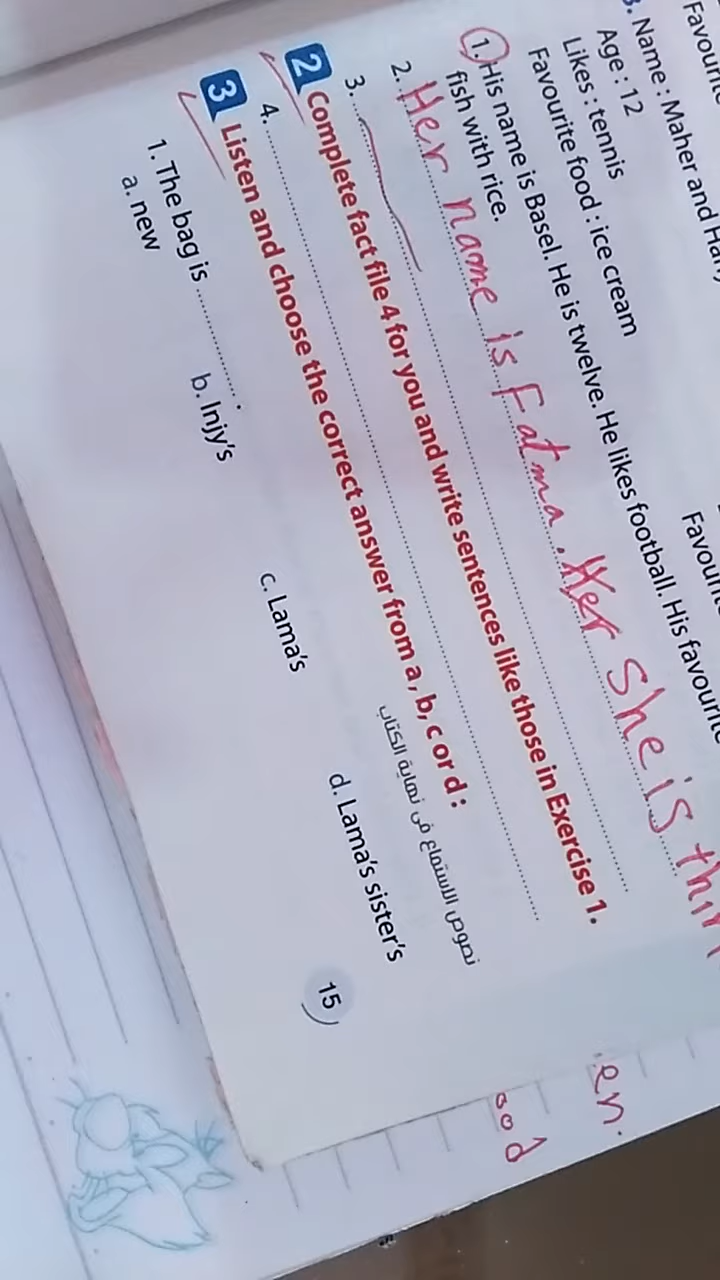 Favourite
3. Name : Maher and
Age : 12
Likes : tennis
Favourite food : ice cream
1. His name is Basel. He is twelve. He likes football. His favourite
fish with rice.
2. Her name is Fatma. Her She is
en.
3.
2 Complete fact file 4 for you and write sentences like those in Exercise 1.
4.
3 Listen and choose the correct answer from a, b, c or d :
نصوص الاستماع فى نهاية الكتاب
1. The bag is ............ .
a. new b. Injy's c. Lama's d. Lama's sister's
15